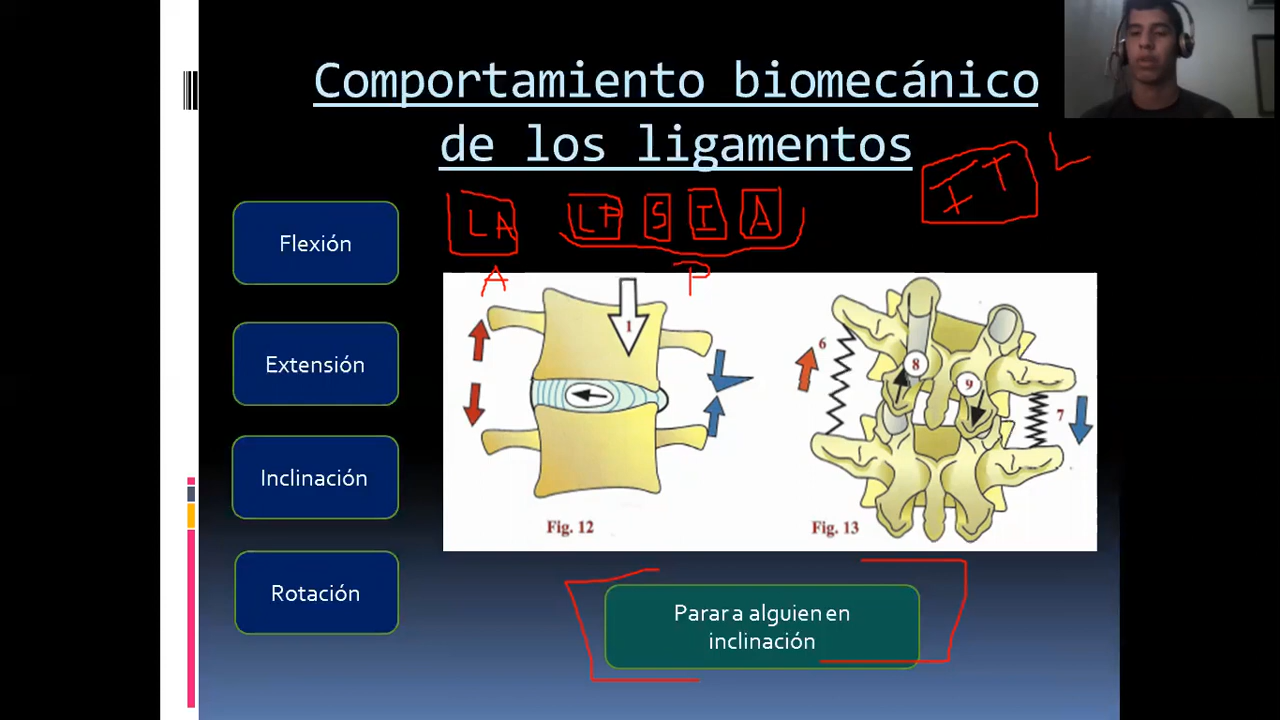 Comportamiento biomecánico
de los ligamentos
IT L
LA LP S I A
A P
Flexión
Extensión
Inclinación
Rotación
1
6
8
9
7
Fig. 12
Fig. 13
Parar a alguien en
inclinación